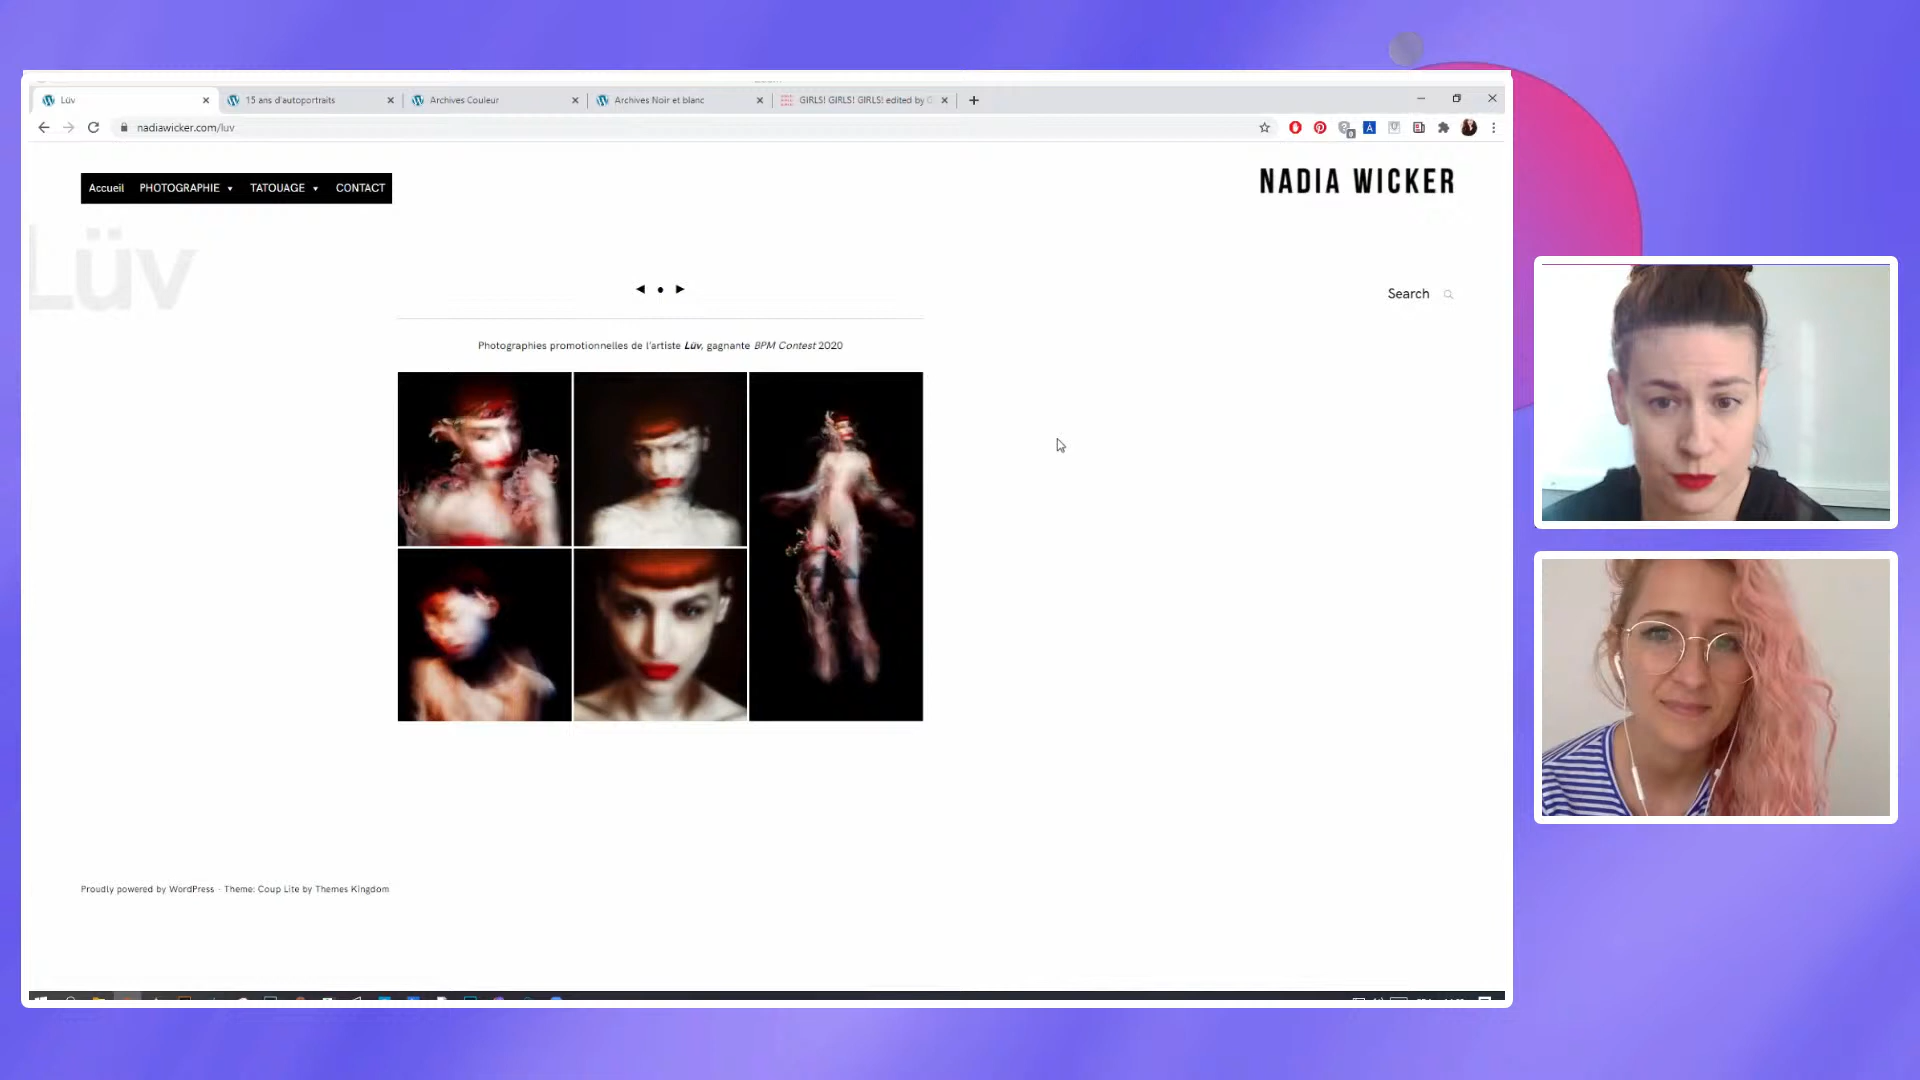 Lüv
15 ans d'autoportraits
Archives Couleur
Archives Noir et blanc
GIRLS! GIRLS! GIRLS! edited by
nadiawicker.com/luv
Accueil PHOTOGRAPHIE TATOUAGE CONTACT
NADIA WICKER
Lüv
Search
Photographies promotionnelles de l'artiste Lüv, gagnante BPM Contest 2020
Proudly powered by WordPress · Theme: Coup Lite by Themes Kingdom